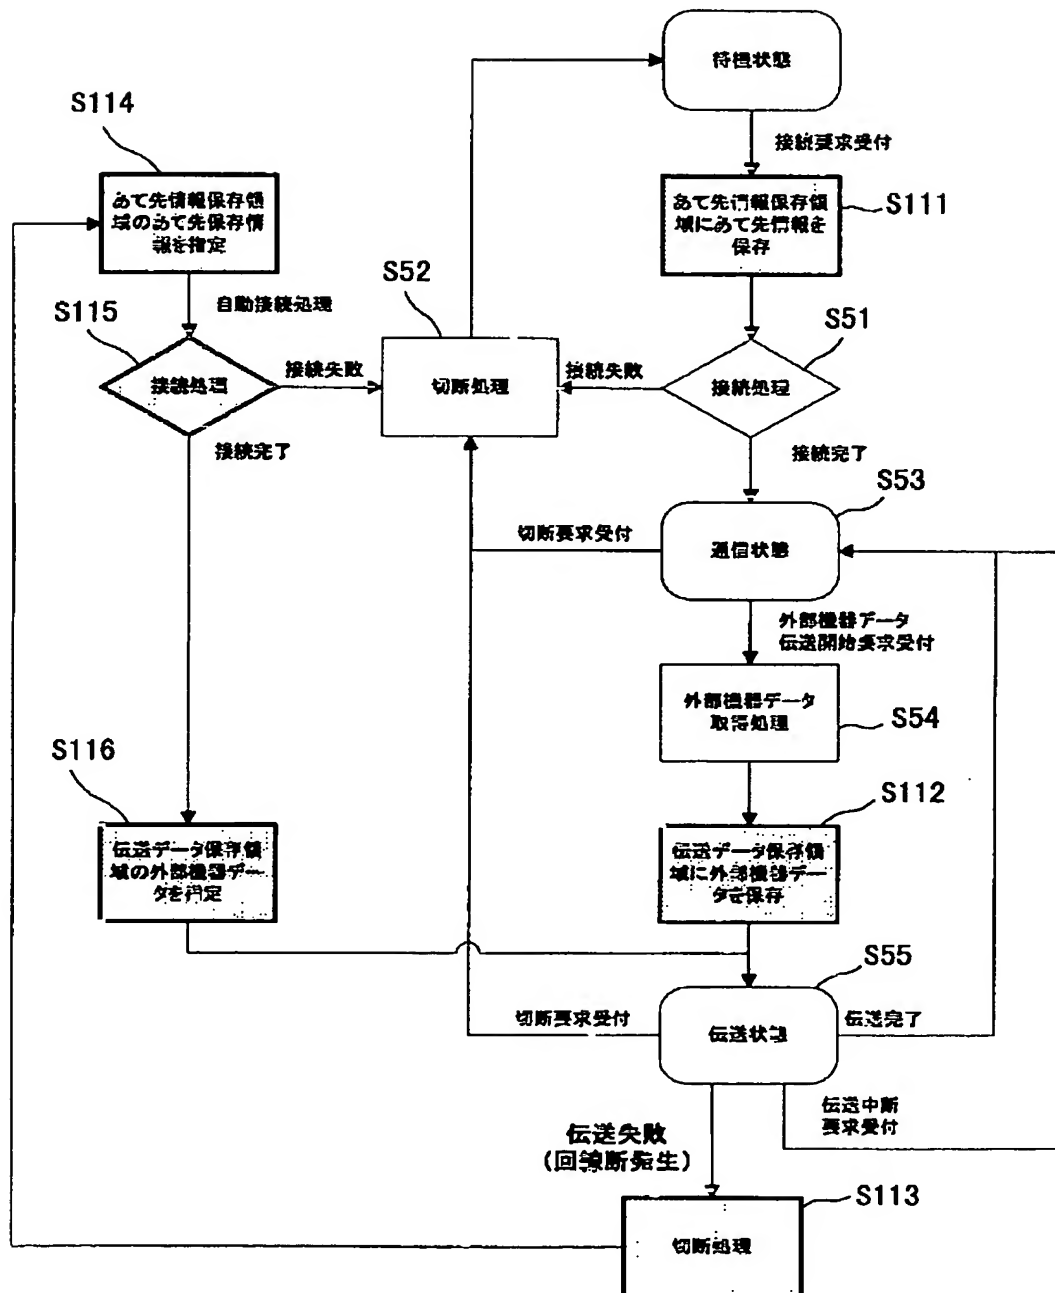 待機状態
S114
接続要求受付
あて先情報保存領
域のあて先保存情
報を指定
あて先情報保存領
域にあて先情報を
保存
S111
S52
自動接続処理
S115
S51
接続処理
接続失敗
切断処理
接続失敗
接続処理
接続完了
接続完了
S53
切断要求受付
通信状態
外部機器データ
伝送開始要求受付
外部機器データ
取得処理
S54
S116
S112
伝送データ保存領
域の外部機器デー
タを指定
伝送データ保存領
域に外部機器デー
タを保存
S55
切断要求受付
伝送状態
伝送完了
伝送中断
要求受付
伝送失敗
(回線断発生)
S113
切断処理